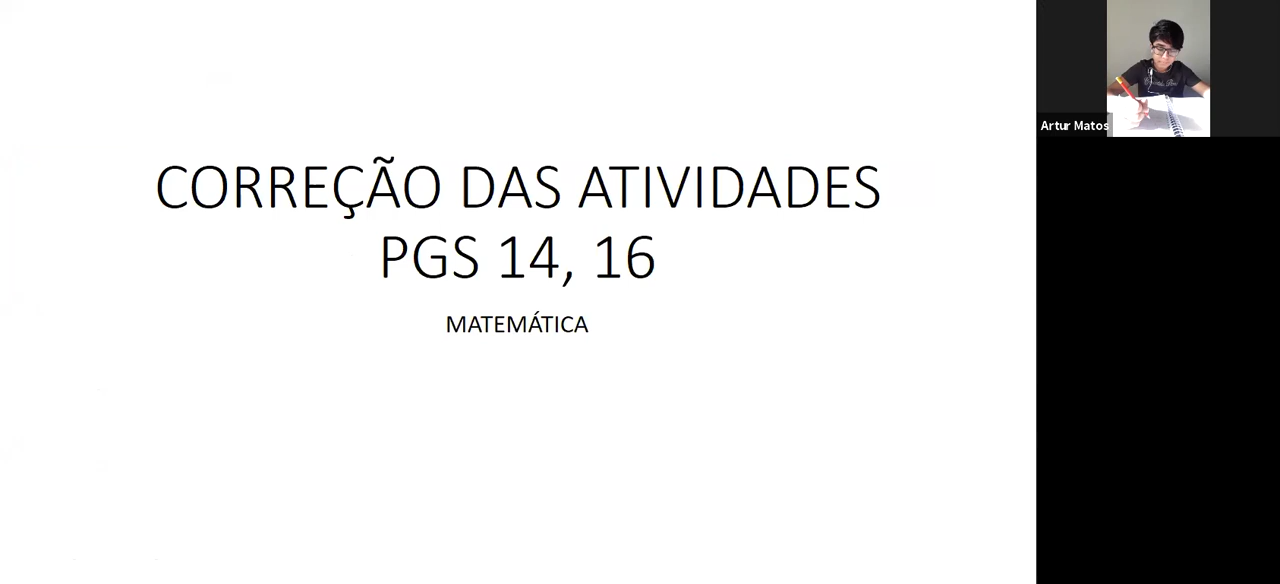 CORREÇÃO DAS ATIVIDADES
PGS 14, 16
MATEMÁTICA
Artur Matos